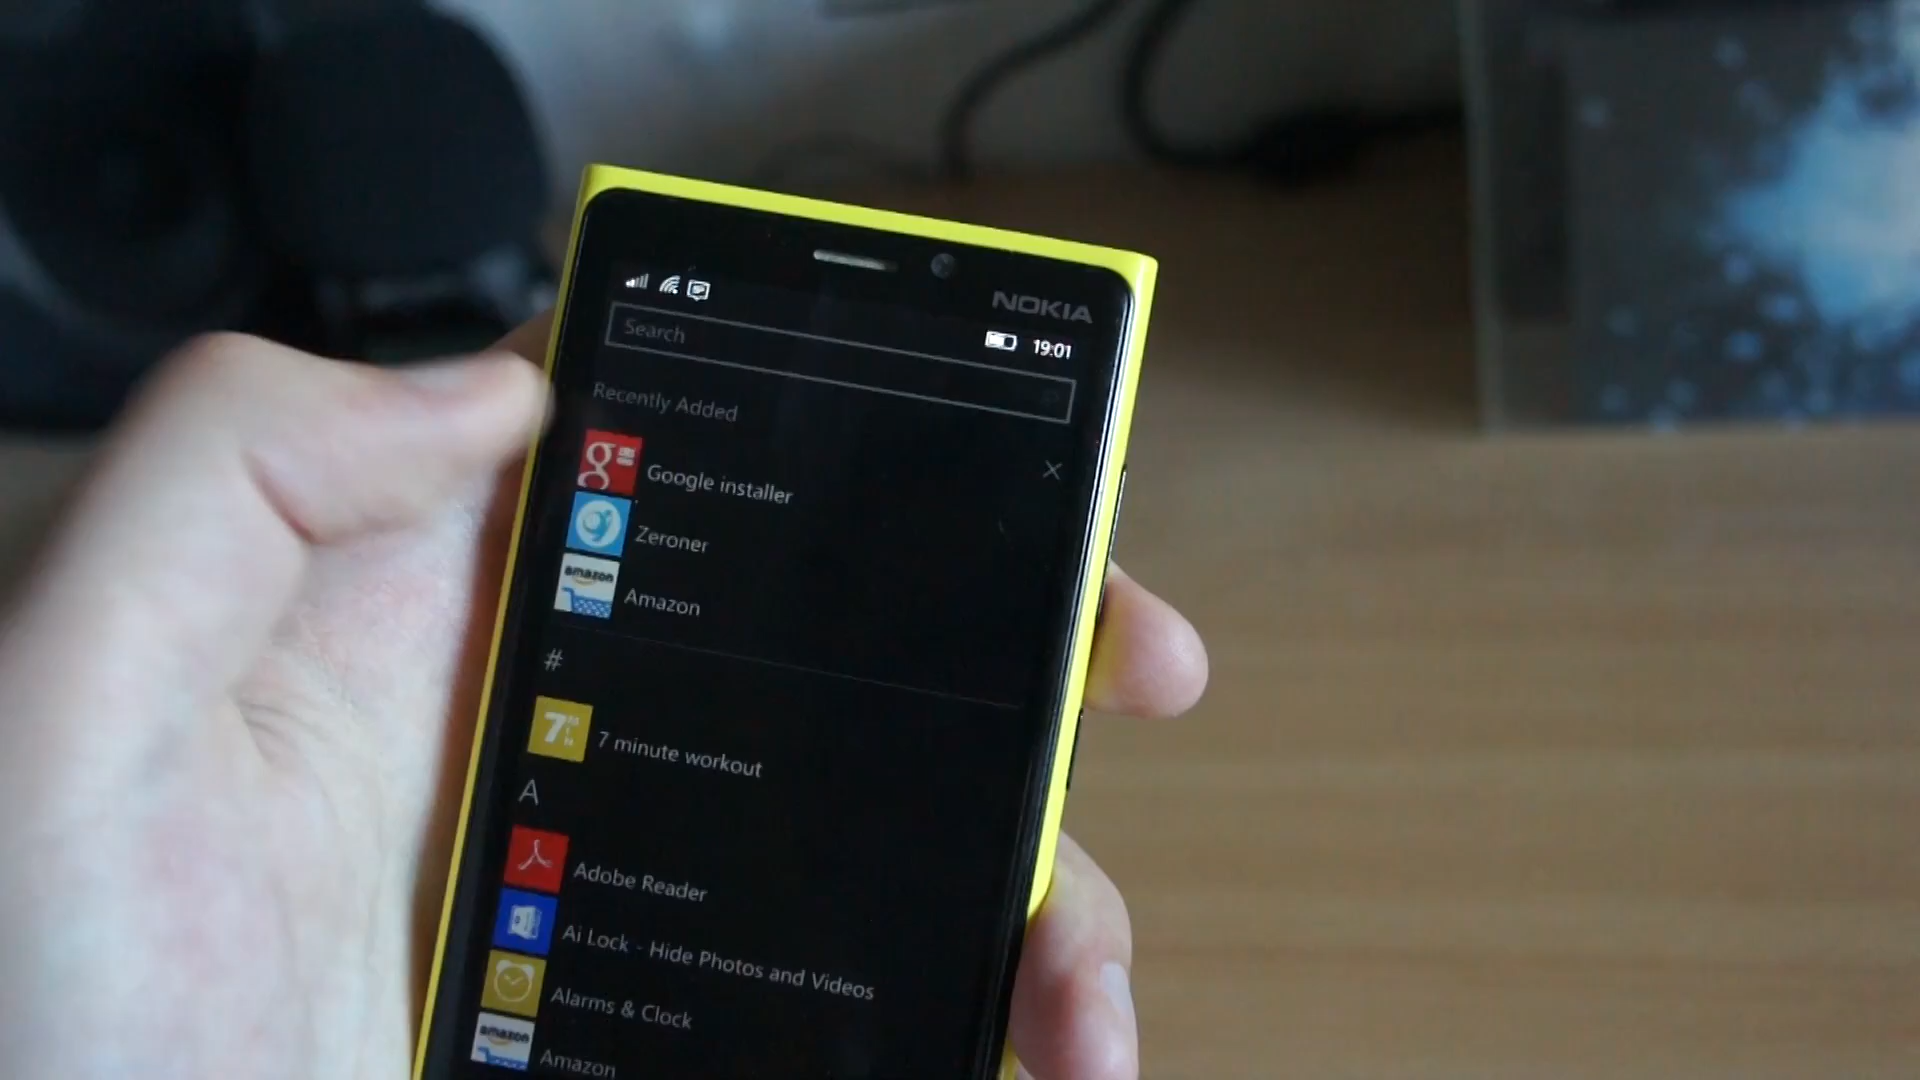 NOKIA
19:01
Search
Recently Added
Google installer
Zeroner
amazon
Amazon
#
7 minute workout
A
Adobe Reader
Ai Lock - Hide Photos and Videos
Alarms & Clock
amazon
Amazon